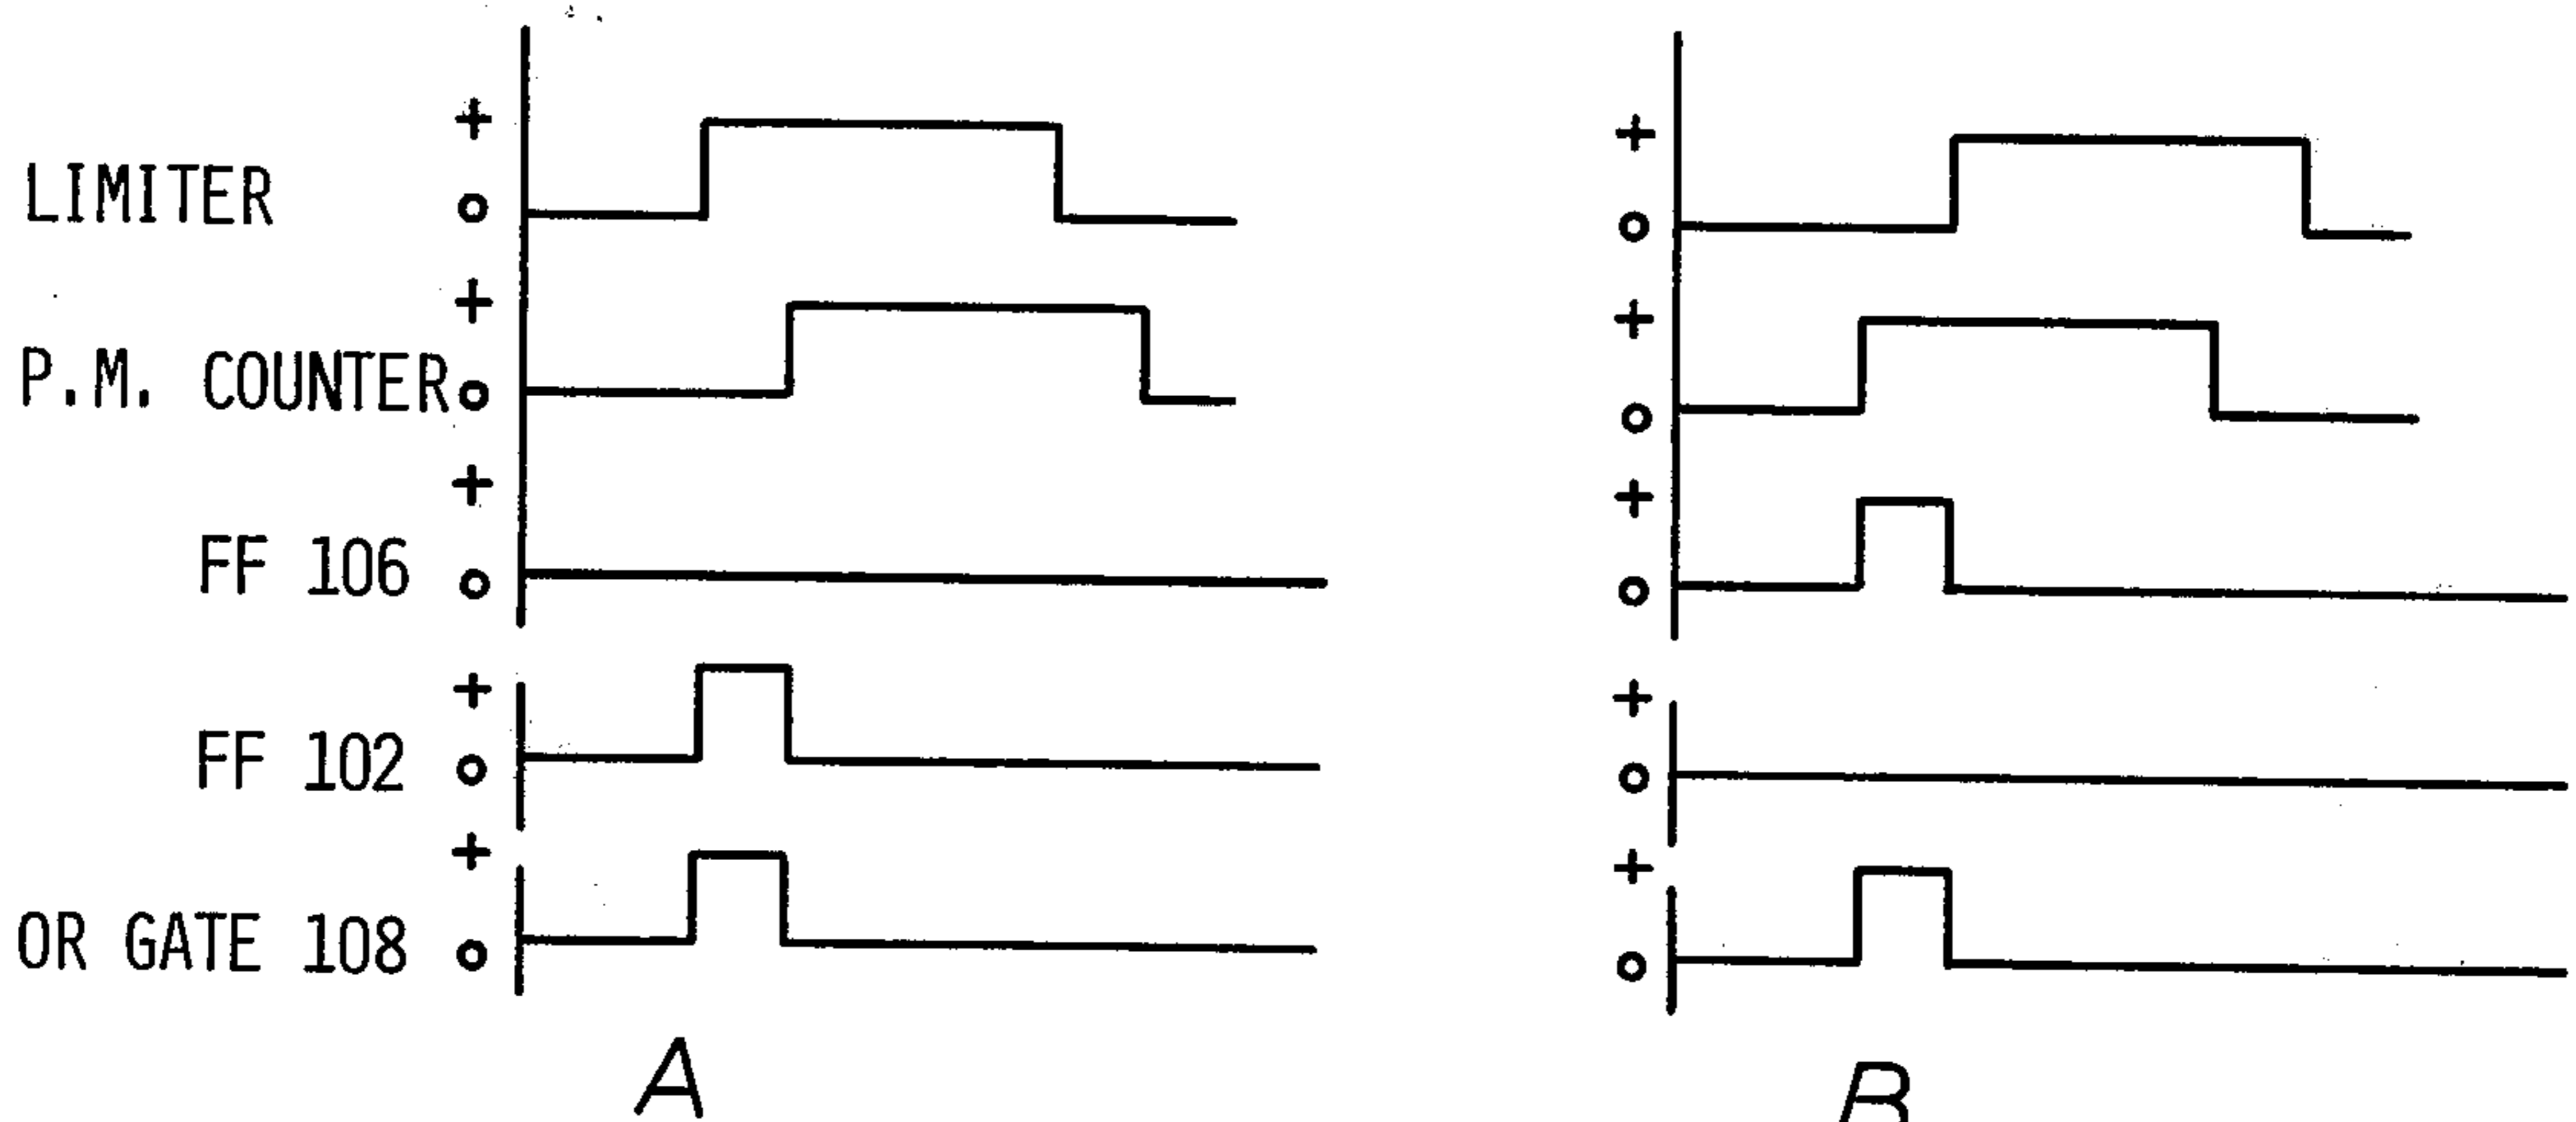 +
+
LIMITER
o
o
+
+
P.M. COUNTER
o
o
+
+
FF 106
o
o
+
+
FF 102
o
o
+
+
OR GATE 108
o
o
A
B